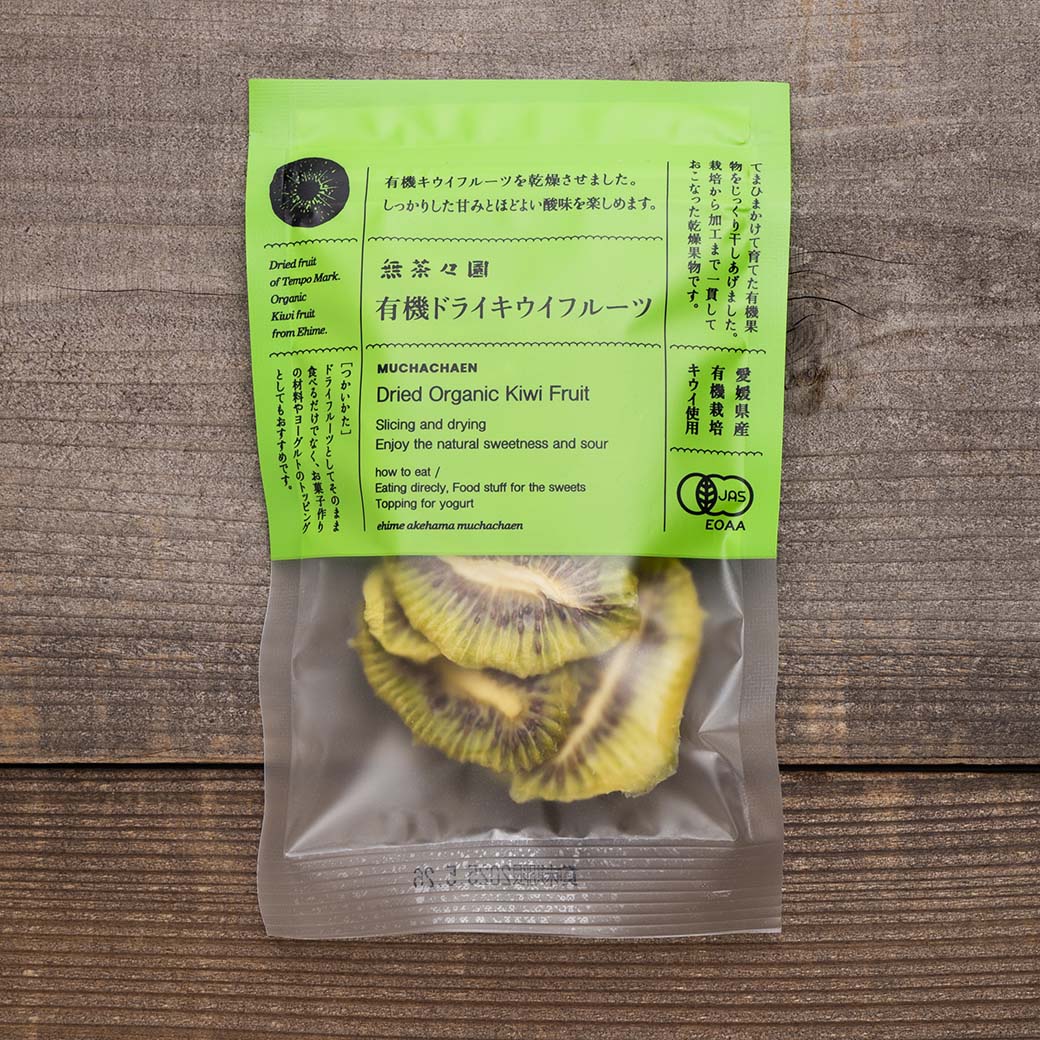 有機キウイフルーツを乾燥させました。
しっかりした甘みとほどよい酸味を楽しめます。
てまひまかけて育てた有機果
物をじっくり干しあげました。
栽培から加工まで一貫して
おこなった乾燥果物です。
Dried fruit
of Tempo Mark.
Organic
Kiwi fruit
from Ehime.
無茶々園
有機ドライキウイフルーツ
[つかいかた]
ドライフルーツとしてそのまま
食べるだけでなく、お菓子作り
の材料やヨーグルトのトッピング
としてもおすすめです。
MUCHACHAEN
Dried Organic Kiwi Fruit
Slicing and drying
Enjoy the natural sweetness and sour
how to eat /
Eating direcly, Food stuff for the sweets
Topping for yogurt
ehime akehama muchachaen
愛媛県産
有機栽培
キウイ使用
JAS
EOAA
2025 5.26